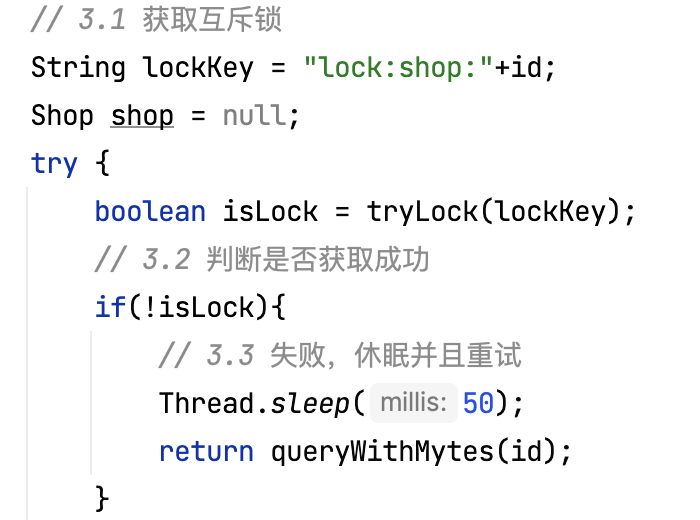 // 3.1 获取互斥锁
String lockKey = "lock:shop:"+id;
Shop shop = null;
try {
    boolean isLock = tryLock(lockKey);
    // 3.2 判断是否获取成功
    if(!isLock){
        // 3.3 失败，休眠并且重试
        Thread.sleep( millis: 50);
        return queryWithMytes(id);
    }